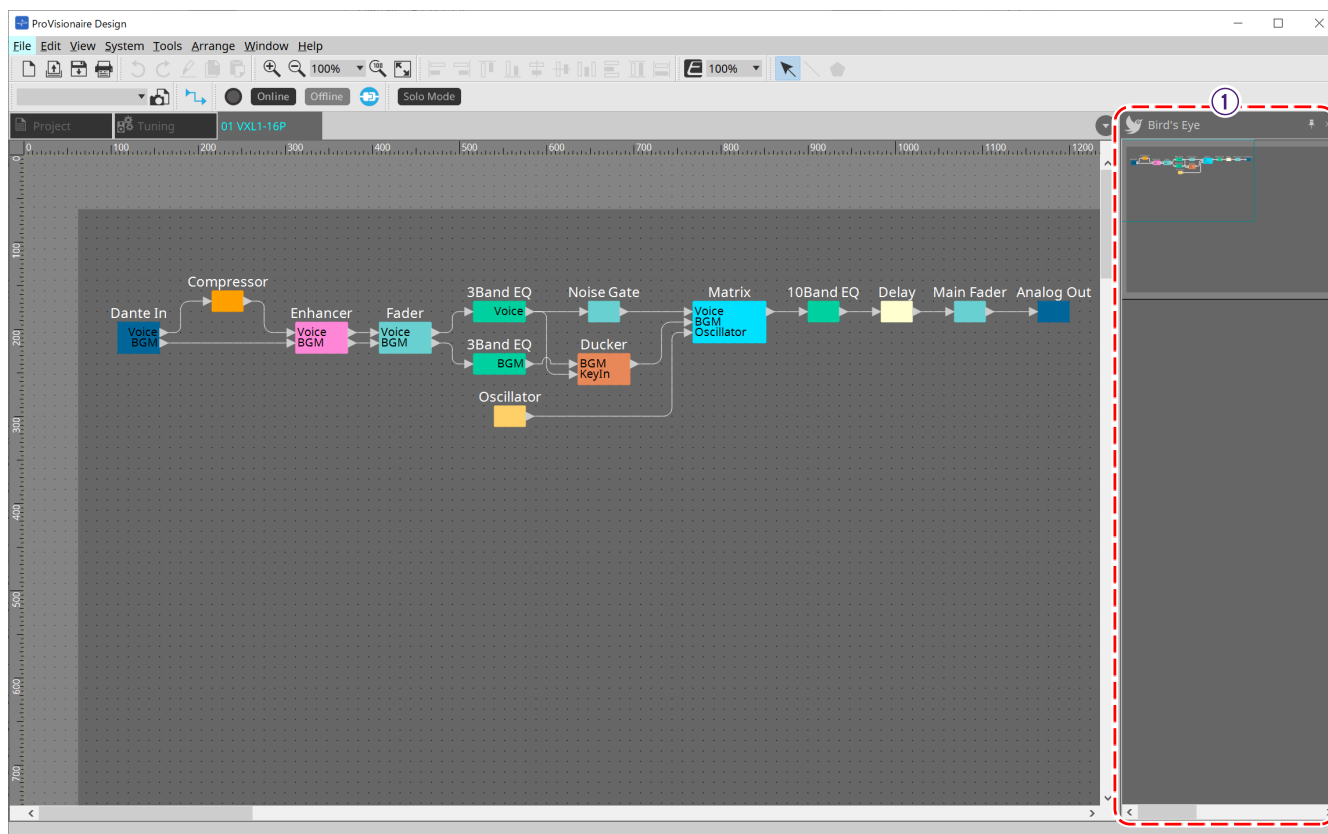 ProVisionaire Design
File Edit View System Tools Arrange Window Help
100% 100 100%
Online Offline Solo Mode
Project Tuning 01 VXL1-16P
Bird's Eye
1
0 100 200 300 400 500 600 700 800 900 1000 1100 1200
0
100
200
300
400
500
600
700
Compressor
3Band EQ Noise Gate Matrix 10Band EQ Delay Main Fader Analog Out
Dante In Enhancer Fader
Voice
Voice
BGM
Oscillator
Voice
BGM
Voice
BGM
Voice
BGM
3Band EQ Ducker
BGM
BGM
KeyIn
Oscillator